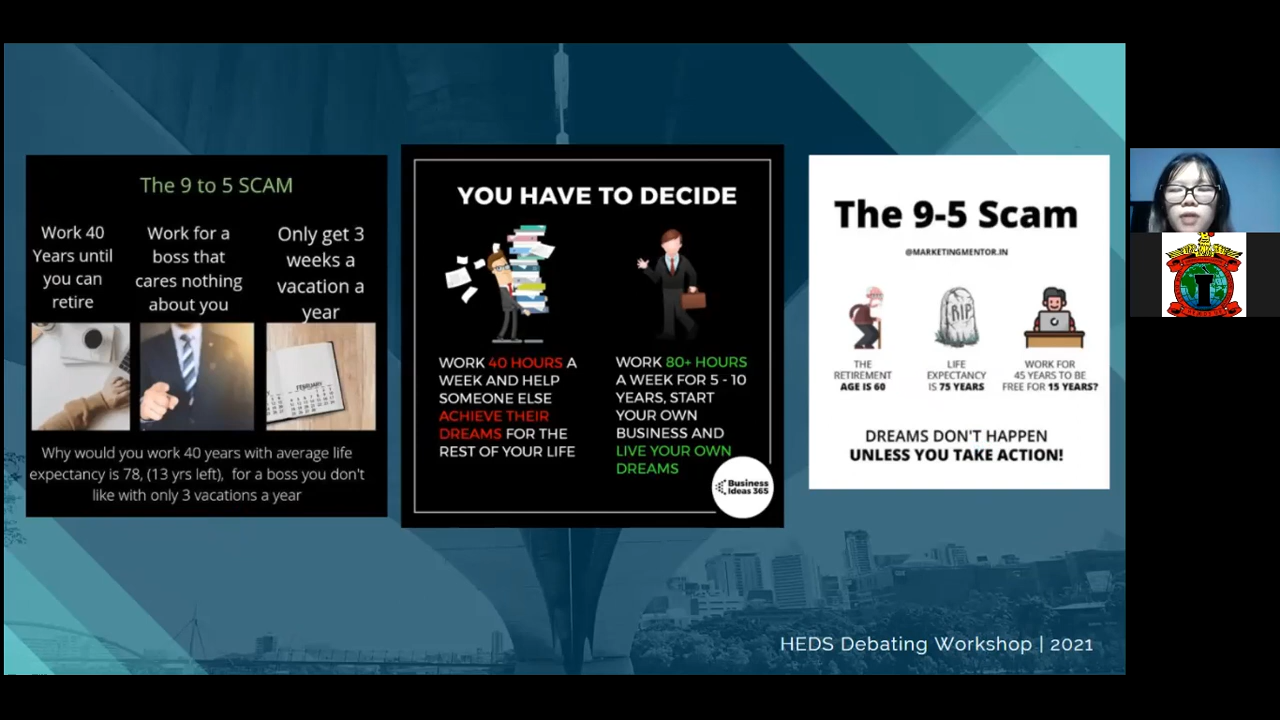 The 9 to 5 SCAM
Work 40
Years until
you can
retire
Work for a
boss that
cares nothing
about you
Only get 3
weeks a
vacation a
year
FEBRUARY
Why would you work 40 years with average life
expectancy is 78, (13 yrs left), for a boss you don't
like with only 3 vacations a year
YOU HAVE TO DECIDE
WORK 40 HOURS A
WEEK AND HELP
SOMEONE ELSE
ACHIEVE THEIR
DREAMS FOR THE
REST OF YOUR LIFE
WORK 80+ HOURS
A WEEK FOR 5 - 10
YEARS, START
YOUR OWN
BUSINESS AND
LIVE YOUR OWN
DREAMS
Business
Ideas 365
The 9-5 Scam
@MARKETINGMENTOR.IN
RIP
THE
RETIREMENT
AGE IS 60
LIFE
EXPECTANCY
IS 75 YEARS
WORK FOR
45 YEARS TO BE
FREE FOR 15 YEARS?
DREAMS DON'T HAPPEN
UNLESS YOU TAKE ACTION!
HEDS Debating Workshop | 2021